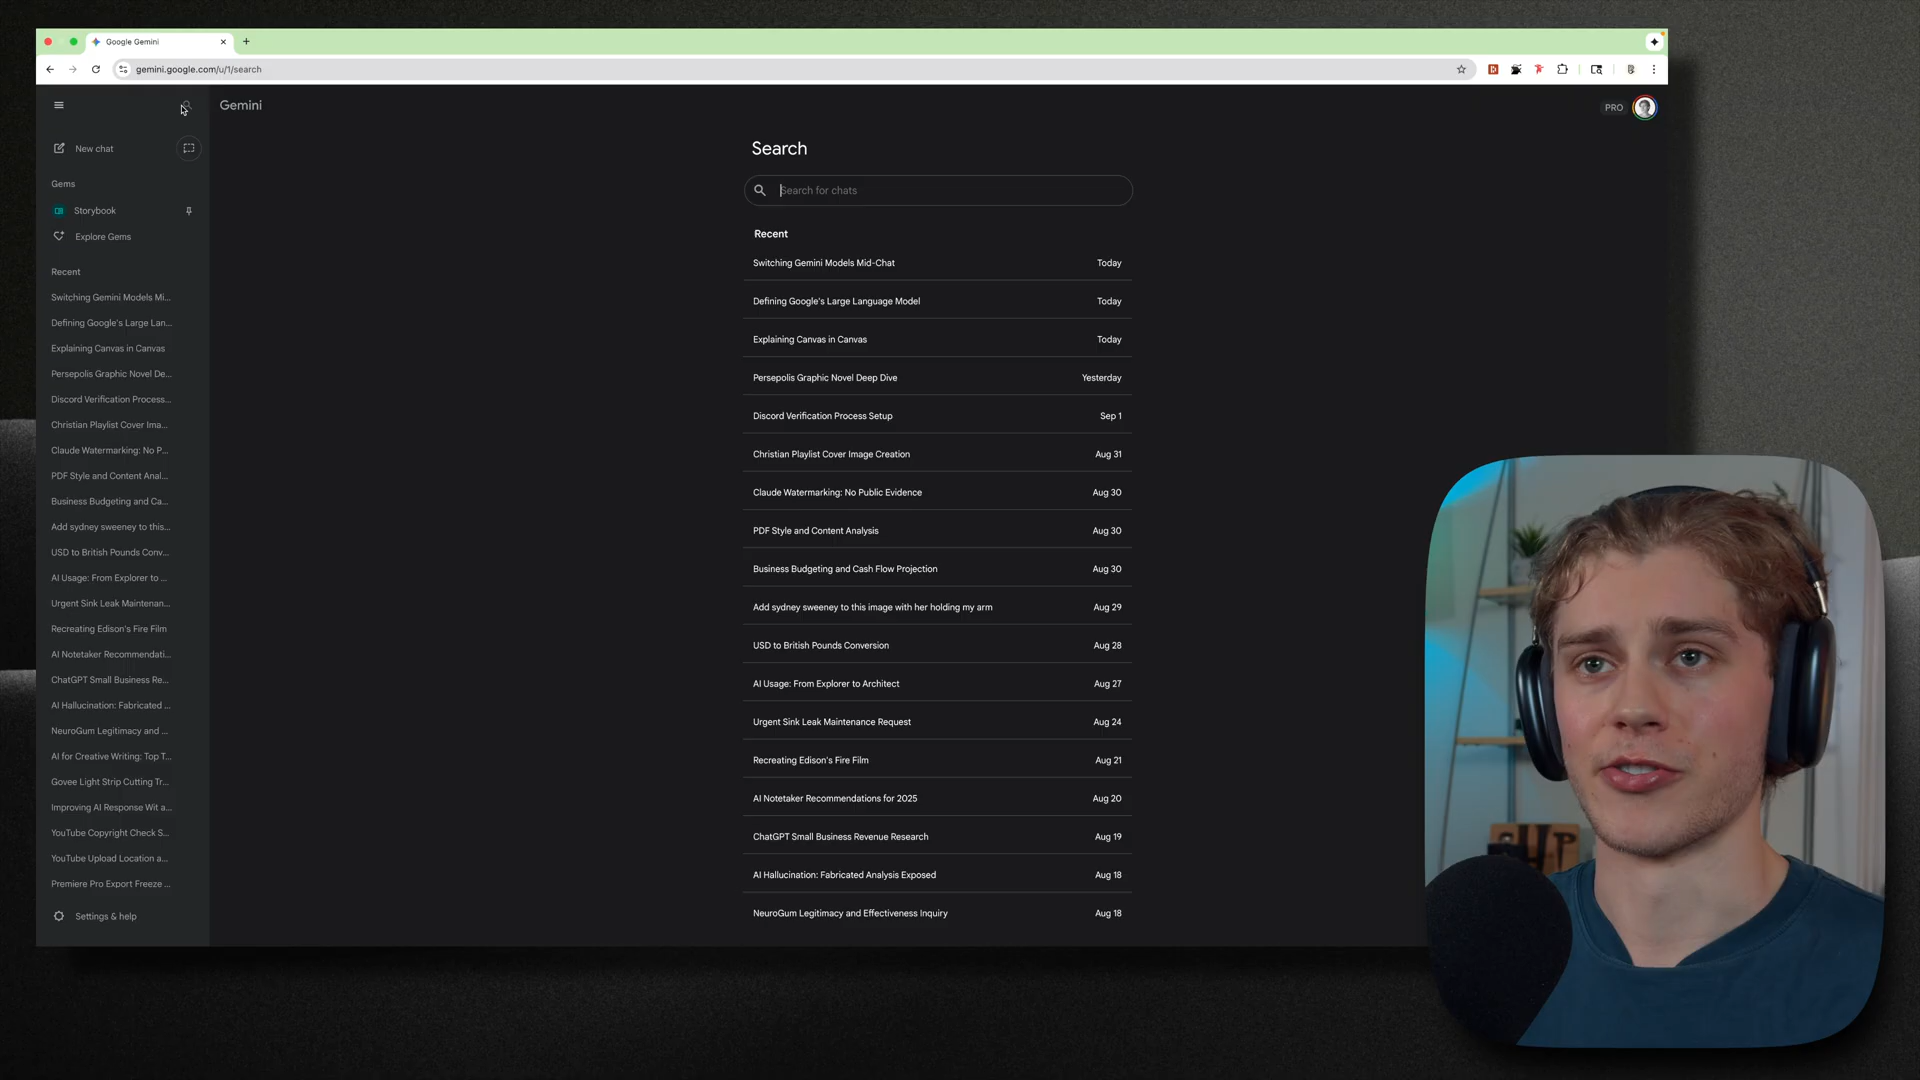 Google Gemini
gemini.google.com/u/1/search
Gemini
PRO
New chat
Gems
Storybook
Explore Gems
Recent
Switching Gemini Models Mi...
Defining Google's Large Lan...
Explaining Canvas in Canvas
Persepolis Graphic Novel De...
Discord Verification Process...
Christian Playlist Cover Ima...
Claude Watermarking: No P...
PDF Style and Content Anal...
Business Budgeting and Ca...
Add sydney sweeney to this...
USD to British Pounds Conv...
AI Usage: From Explorer to ...
Urgent Sink Leak Maintenan...
Recreating Edison's Fire Film
AI Notetaker Recommendati...
ChatGPT Small Business Re...
AI Hallucination: Fabricated ...
NeuroGum Legitimacy and ...
AI for Creative Writing: Top T...
Govee Light Strip Cutting Tr...
Improving AI Response Wit a...
YouTube Copyright Check S...
YouTube Upload Location a...
Premiere Pro Export Freeze ...
Settings & help
Search
Search for chats
Recent
Switching Gemini Models Mid-Chat Today
Defining Google's Large Language Model Today
Explaining Canvas in Canvas Today
Persepolis Graphic Novel Deep Dive Yesterday
Discord Verification Process Setup Sep 1
Christian Playlist Cover Image Creation Aug 31
Claude Watermarking: No Public Evidence Aug 30
PDF Style and Content Analysis Aug 30
Business Budgeting and Cash Flow Projection Aug 30
Add sydney sweeney to this image with her holding my arm Aug 29
USD to British Pounds Conversion Aug 28
AI Usage: From Explorer to Architect Aug 27
Urgent Sink Leak Maintenance Request Aug 24
Recreating Edison's Fire Film Aug 21
AI Notetaker Recommendations for 2025 Aug 20
ChatGPT Small Business Revenue Research Aug 19
AI Hallucination: Fabricated Analysis Exposed Aug 18
NeuroGum Legitimacy and Effectiveness Inquiry Aug 18